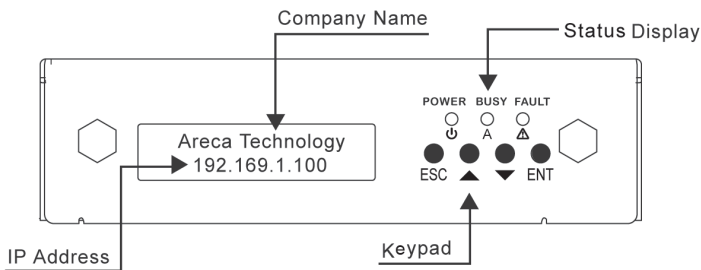 Company Name
Status Display
POWER BUSY FAULT
A
Areca Technology
192.169.1.100
ESC ENT
IP Address
Keypad